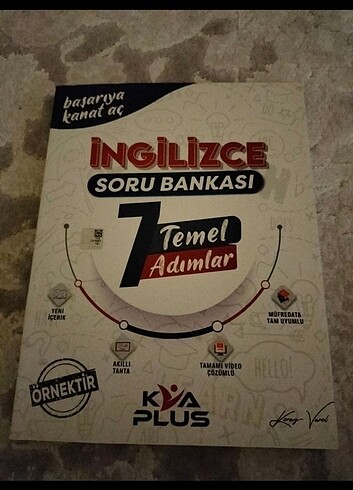 başarıya
kanat aç
İNGİLİZCE
SORU BANKASI
7
Temel
Adımlar
YENİ
İÇERİK
MÜFREDATA
TAM UYUMLU
AKILLI
TAHTA
TAMAMI VİDEO
ÇÖZÜMLÜ
ÖRNEKTİR
KVA
PLUS
HELLO